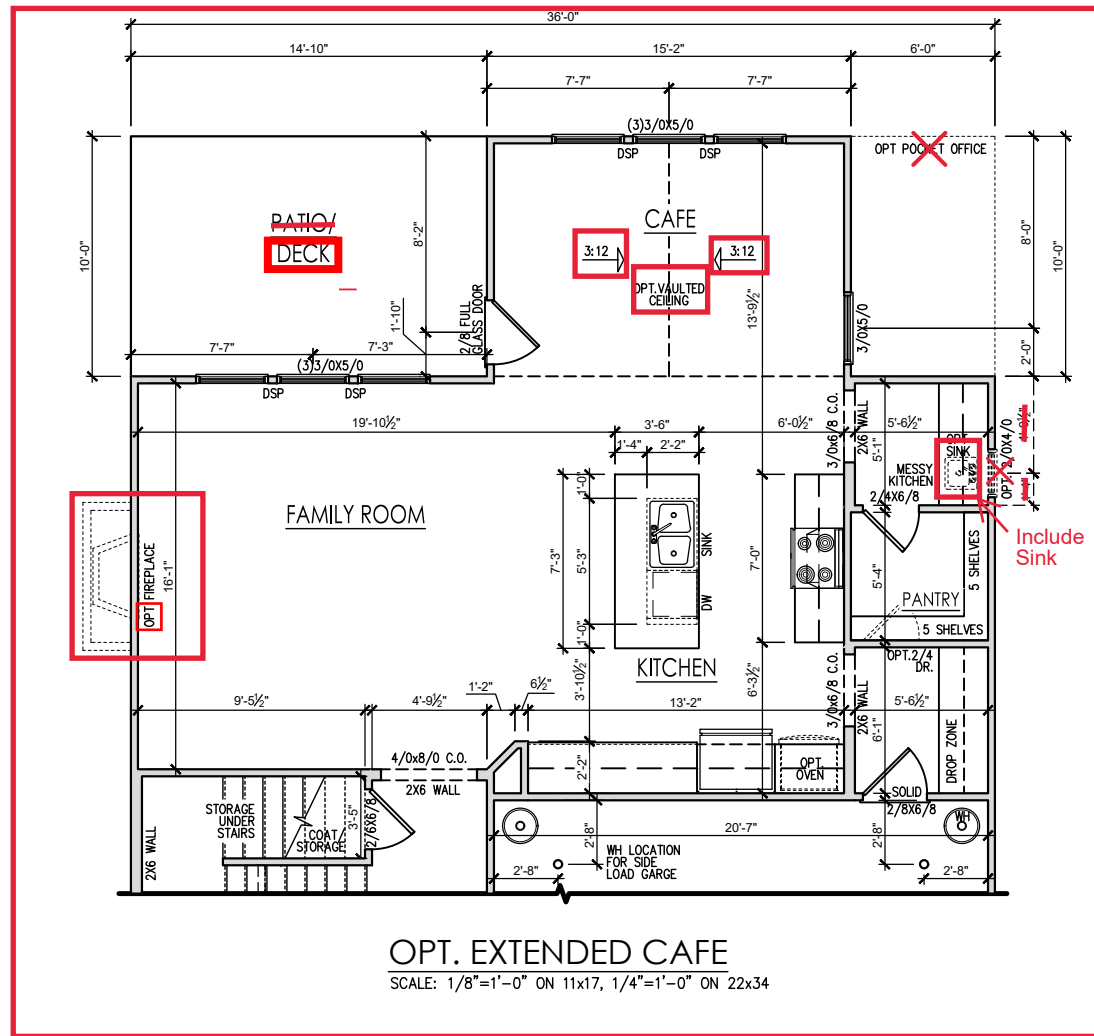 36'-0"
14'-10"
15'-2"
6'-0"
7'-7"
7'-7"
(3)3/0X5/0
DSP
DSP
OPT POCKET OFFICE
PATIO/
DECK
CAFE
3:12
3:12
OPT.VAULTED
CEILING
10'-0"
8'-2"
8'-0"
10'-0"
13'-9½"
1'-10"
2/8 FULL
GLASS DOOR
3/0X5/0
2'-0"
7'-7"
7'-3"
(3)3/0X5/0
DSP
DSP
19'-10½"
3'-6"
6'-0½"
3/0x6/8 C.O.
2X6 WALL
5'-6½"
1'-4"
2'-2"
5'-1"
OPT.
SINK
OPT. 2/0X4/0
MESSY
KITCHEN
2/4X6/8
Include
Sink
FAMILY ROOM
OPT FIREPLACE
16'-1"
1'-0"
7'-3"
5'-3"
SINK
DW
1'-0"
7'-0"
5'-4"
5 SHELVES
PANTRY
5 SHELVES
KITCHEN
OPT.2/4
DR.
3'-10½"
6'-3½"
3/0x6/8 C.O.
2X6 WALL
5'-6½"
9'-5½"
4'-9½"
1'-2"
6½"
13'-2"
6'-1"
DROP ZONE
4/0x8/0 C.O.
2X6 WALL
2'-2"
OPT.
OVEN
SOLID
2/8X6/8
STORAGE
UNDER
STAIRS
COAT/
STORAGE
3'-5"
2/6X6/8
2X6 WALL
20'-7"
WH
2'-8"
2'-8"
WH LOCATION
FOR SIDE
LOAD GARGE
2'-8"
2'-8"
OPT. EXTENDED CAFE
SCALE: 1/8"=1'-0" ON 11x17, 1/4"=1'-0" ON 22x34